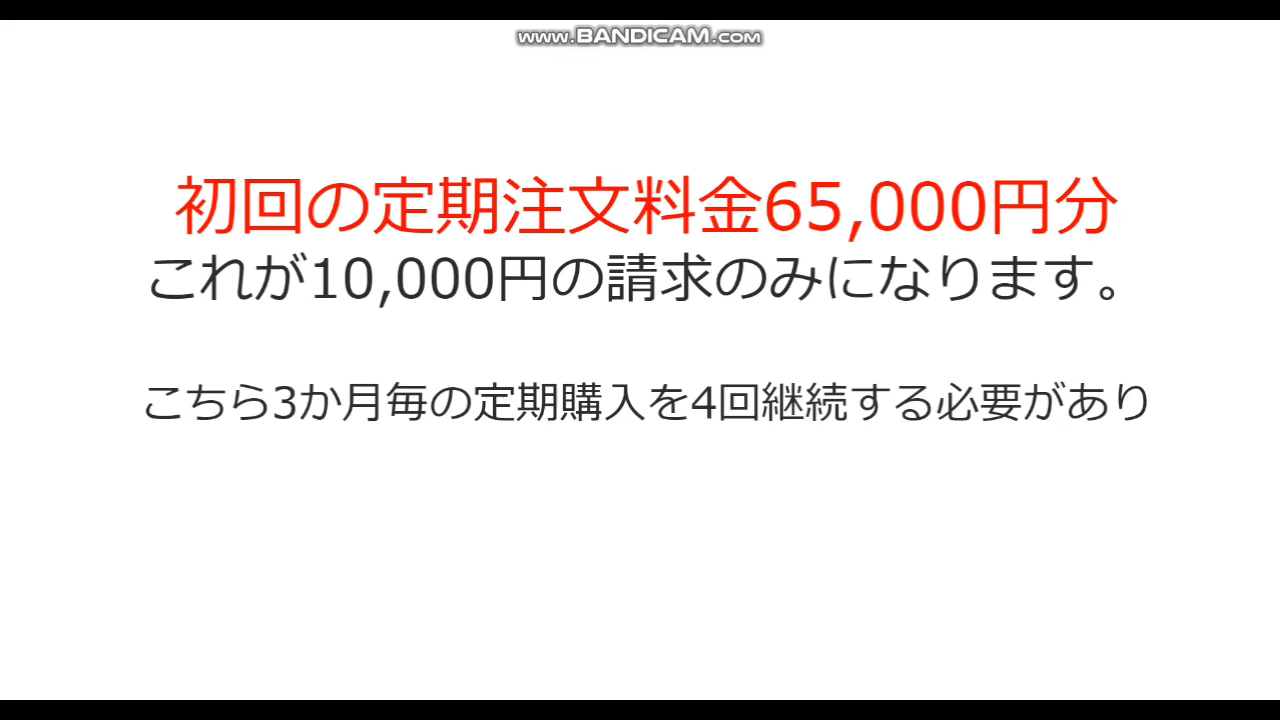 www.BANDICAM.com
初回の定期注文料金65,000円分
これが10,000円の請求のみになります。
こちら3か月毎の定期購入を4回継続する必要があり